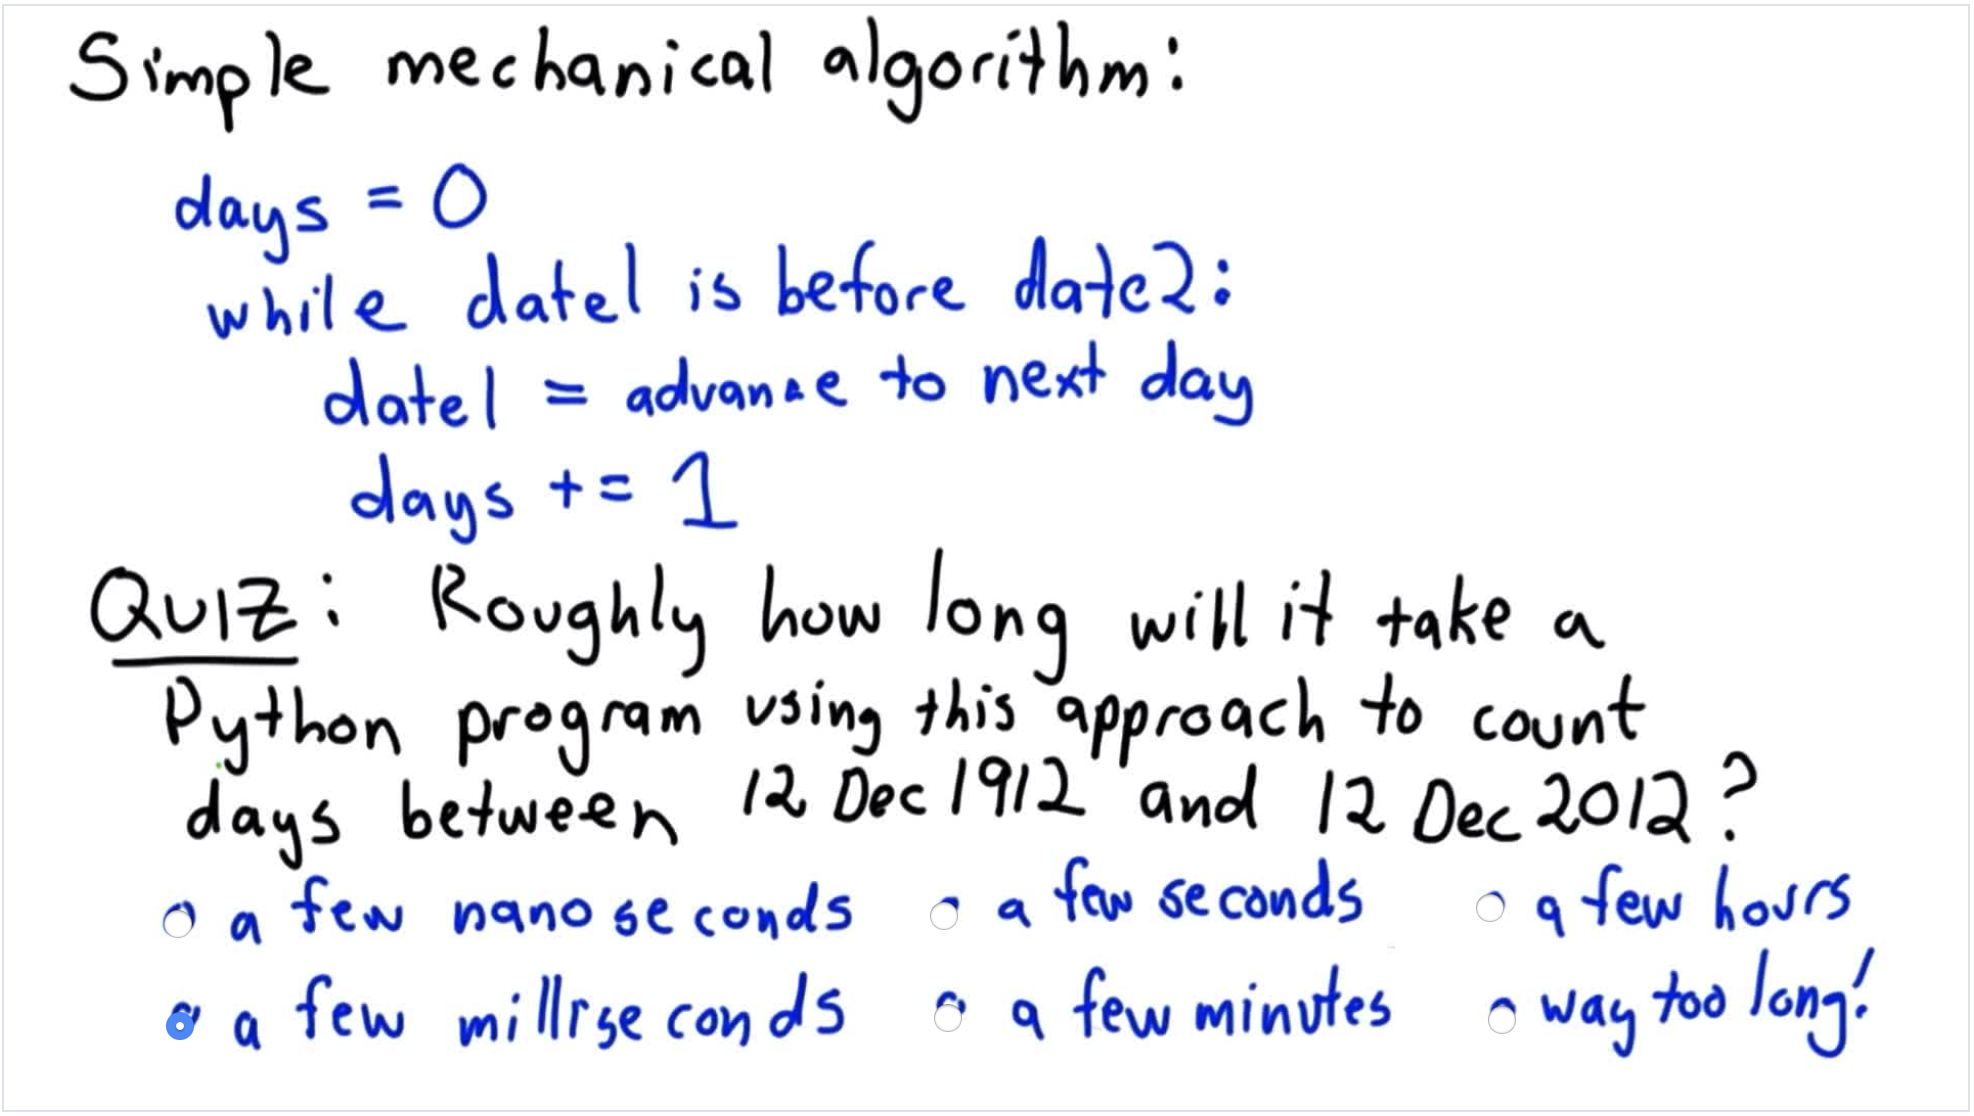 Simple mechanical algorithm:
days = 0
while date1 is before date2:
date1 = advance to next day
days += 1
QUIZ: Roughly how long will it take a
Python program using this approach to count
days between 12 Dec 1912 and 12 Dec 2012?
a few nanoseconds a few seconds a few hours
a few milliseconds a few minutes way too long!